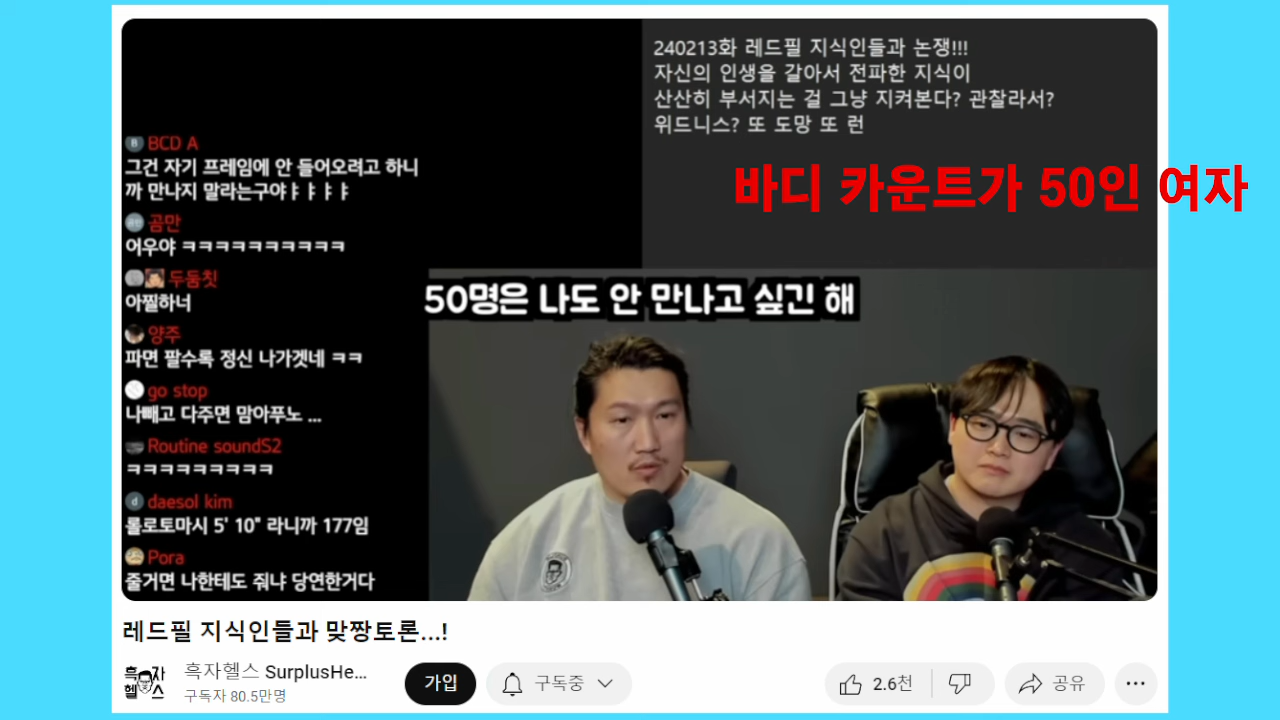 240213화 레드필 지식인들과 논쟁!!!
자신의 인생을 갈아서 전파한 지식이
산산히 부서지는 걸 그냥 지켜본다? 관찰라서?
위드니스? 또 도망 또 런
바디 카운트가 50인 여자
BCD A
그건 자기 프레임에 안 들어오려고 하니
까 만나지 말라는구야ㅑㅑㅑㅑ
곰만
어우야 ㅋㅋㅋㅋㅋㅋㅋㅋㅋㅋ
두둠칫
아찔하너
양주
파면 팔수록 정신 나가겟네 ㅋㅋ
go stop
나빼고 다주면 맘아푸노 ...
Routine soundS2
ㅋㅋㅋㅋㅋㅋㅋㅋㅋ
daesol kim
롤로토마시 5' 10" 라니까 177임
Pora
줄거면 나한테도 줘냐 당연한거다
50명은 나도 안 만나고 싶긴 해
레드필 지식인들과 맞짱토론...!
흑자헬스
흑자헬스 SurplusHe...
구독자 80.5만명
가입
구독중
2.6천
공유